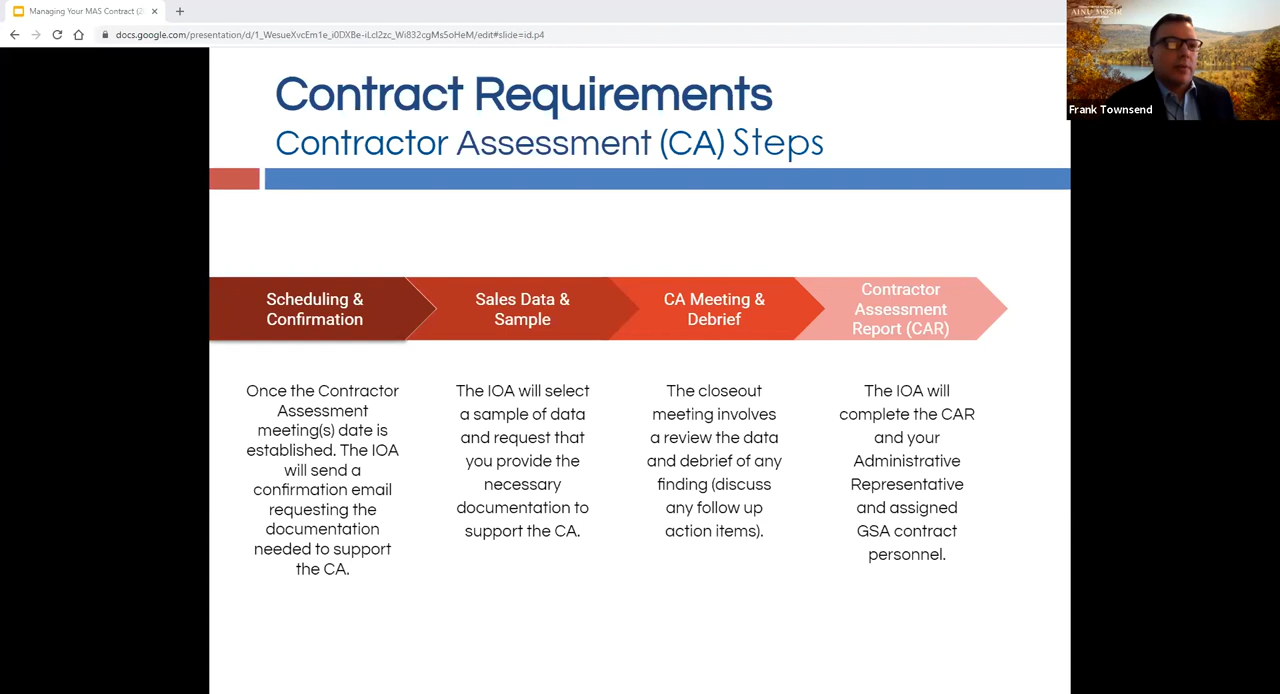 Managing Your MAS Contract (2
docs.google.com/presentation/d/1_WesueXvcEm1e_i0DXBe-iLcl2zc_Wi832cgMs5oHeM/edit#slide=id.p4
AINU MOSIR
Frank Townsend
Contract Requirements
Contractor Assessment (CA) Steps
Scheduling &
Confirmation
Once the Contractor
Assessment
meeting(s) date is
established. The IOA
will send a
confirmation email
requesting the
documentation
needed to support
the CA.
Sales Data &
Sample
The IOA will select
a sample of data
and request that
you provide the
necessary
documentation to
support the CA.
CA Meeting &
Debrief
The closeout
meeting involves
a review the data
and debrief of any
finding (discuss
any follow up
action items).
Contractor
Assessment
Report (CAR)
The IOA will
complete the CAR
and your
Administrative
Representative
and assigned
GSA contract
personnel.